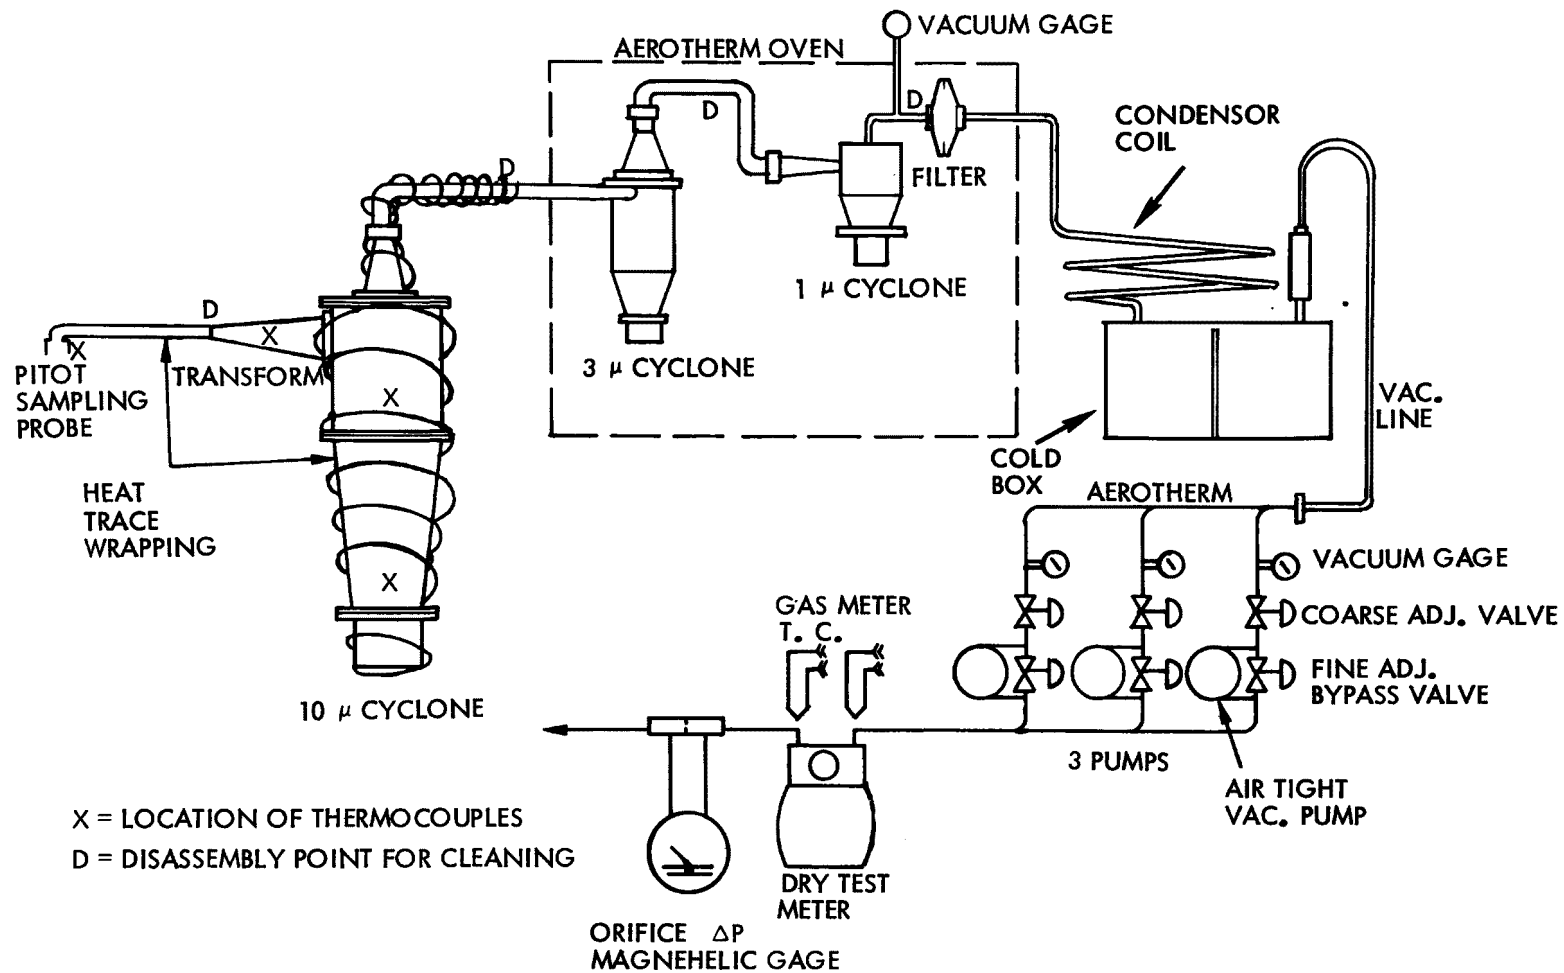 VACUUM GAGE
AEROTHERM OVEN
D
D
CONDENSOR
COIL
D
FILTER
1 μ CYCLONE
3 μ CYCLONE
D
X
X
PITOT
SAMPLING
PROBE
TRANSFORM
X
HEAT
TRACE
WRAPPING
X
10 μ CYCLONE
COLD
BOX
VAC.
LINE
AEROTHERM
VACUUM GAGE
COARSE ADJ. VALVE
FINE ADJ.
BYPASS VALVE
GAS METER
T. C.
3 PUMPS
AIR TIGHT
VAC. PUMP
X = LOCATION OF THERMOCOUPLES
D = DISASSEMBLY POINT FOR CLEANING
DRY TEST
METER
ORIFICE ΔP
MAGNEHELIC GAGE